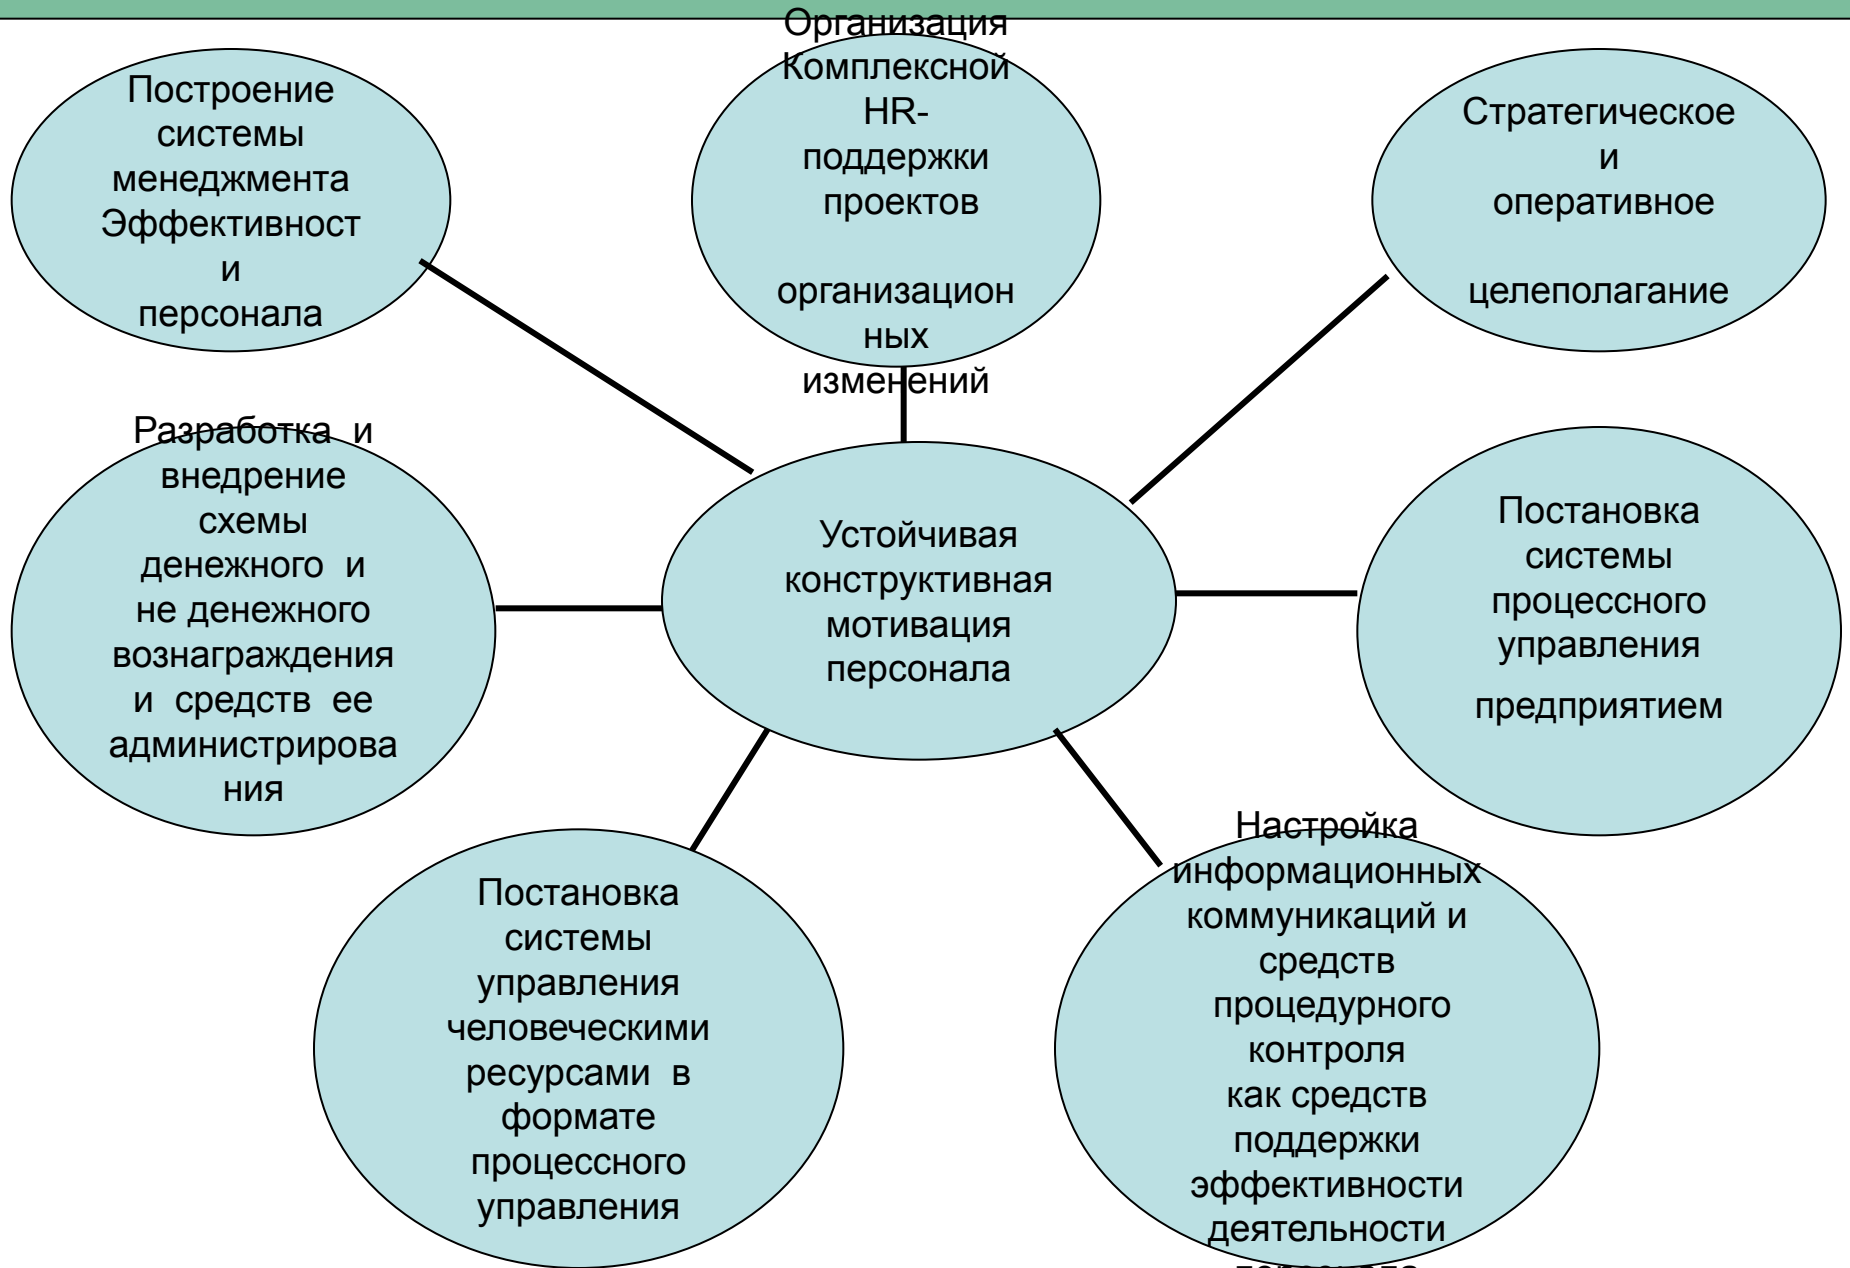 Построение
системы
менеджмента
Эффективност
и
персонала
Организация
Комплексной
HR-
поддержки
проектов
организацион
ных
изменений
Стратегическое
и
оперативное
целеполагание
Разработка и
внедрение
схемы
денежного и
не денежного
вознаграждения
и средств ее
администрирова
ния
Устойчивая
конструктивная
мотивация
персонала
Постановка
системы
процессного
управления
предприятием
Постановка
системы
управления
человеческими
ресурсами в
формате
процессного
управления
Настройка
информационных
коммуникаций и
средств
процедурного
контроля
как средств
поддержки
эффективности
деятельности